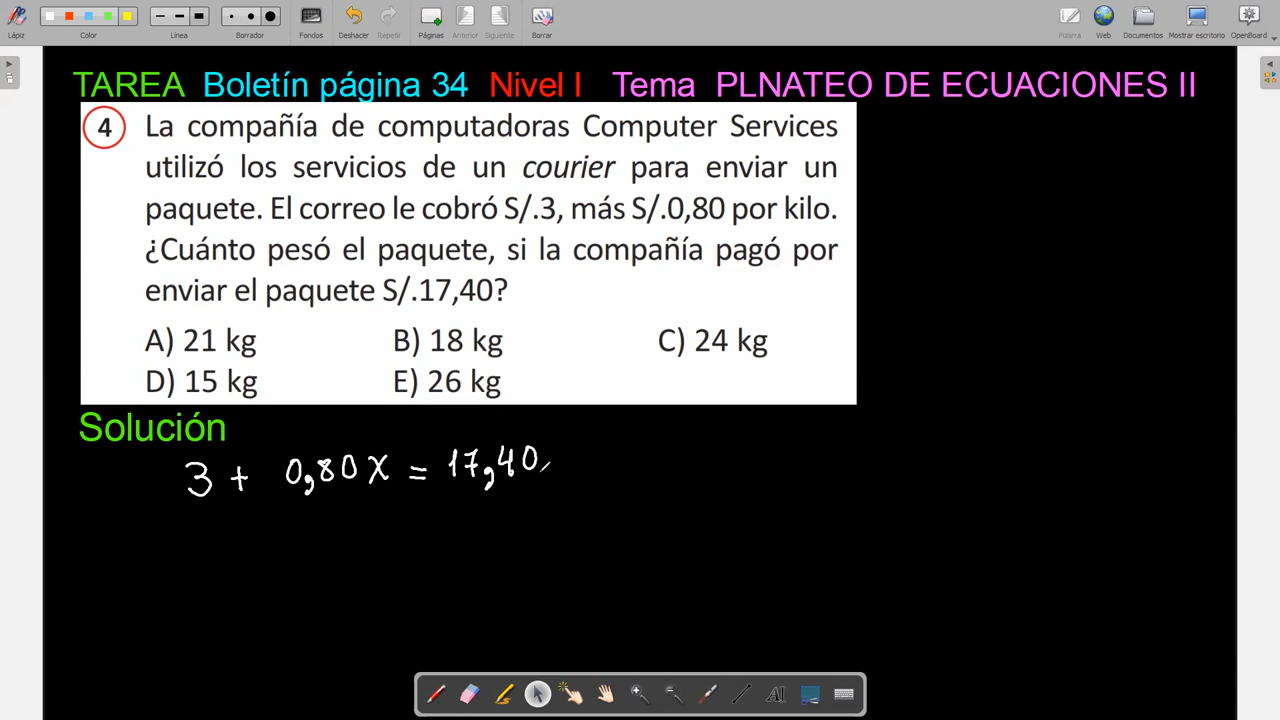 Lápiz
Color
Línea
Borrador
Fondos
Deshacer
Repetir
Páginas
Anterior
Siguiente
Borrar
Pizarra
Web
Documentos
Mostrar escritorio
OpenBoard
TAREA Boletín página 34 Nivel I Tema PLNATEO DE ECUACIONES II
4 La compañía de computadoras Computer Services
utilizó los servicios de un courier para enviar un
paquete. El correo le cobró S/.3, más S/.0,80 por kilo.
¿Cuánto pesó el paquete, si la compañía pagó por
enviar el paquete S/.17,40?
A) 21 kg B) 18 kg C) 24 kg
D) 15 kg E) 26 kg
Solución
3 + 0,80x = 17,40
AI